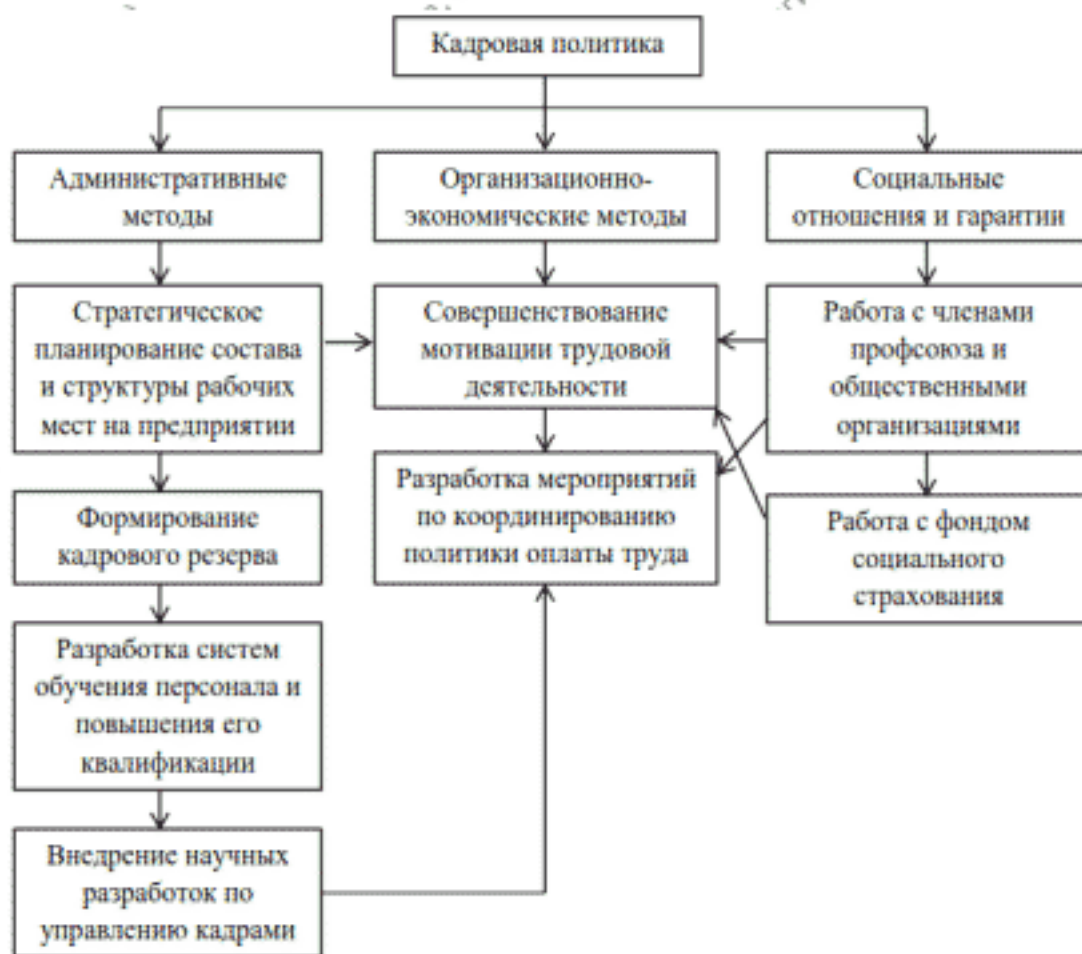 Кадровая политика
Административные
методы
Организационно-
экономические методы
Социальные
отношения и гарантии
Стратегическое
планирование состава
и структуры рабочих
мест на предприятии
Совершенствование
мотивации трудовой
деятельности
Работа с членами
профсоюза и
общественными
организациями
Разработка мероприятий
по координированию
политики оплаты труда
Формирование
кадрового резерва
Работа с фондом
социального
страхования
Разработка систем
обучения персонала и
повышения его
квалификации
Внедрение научных
разработок по
управлению кадрами